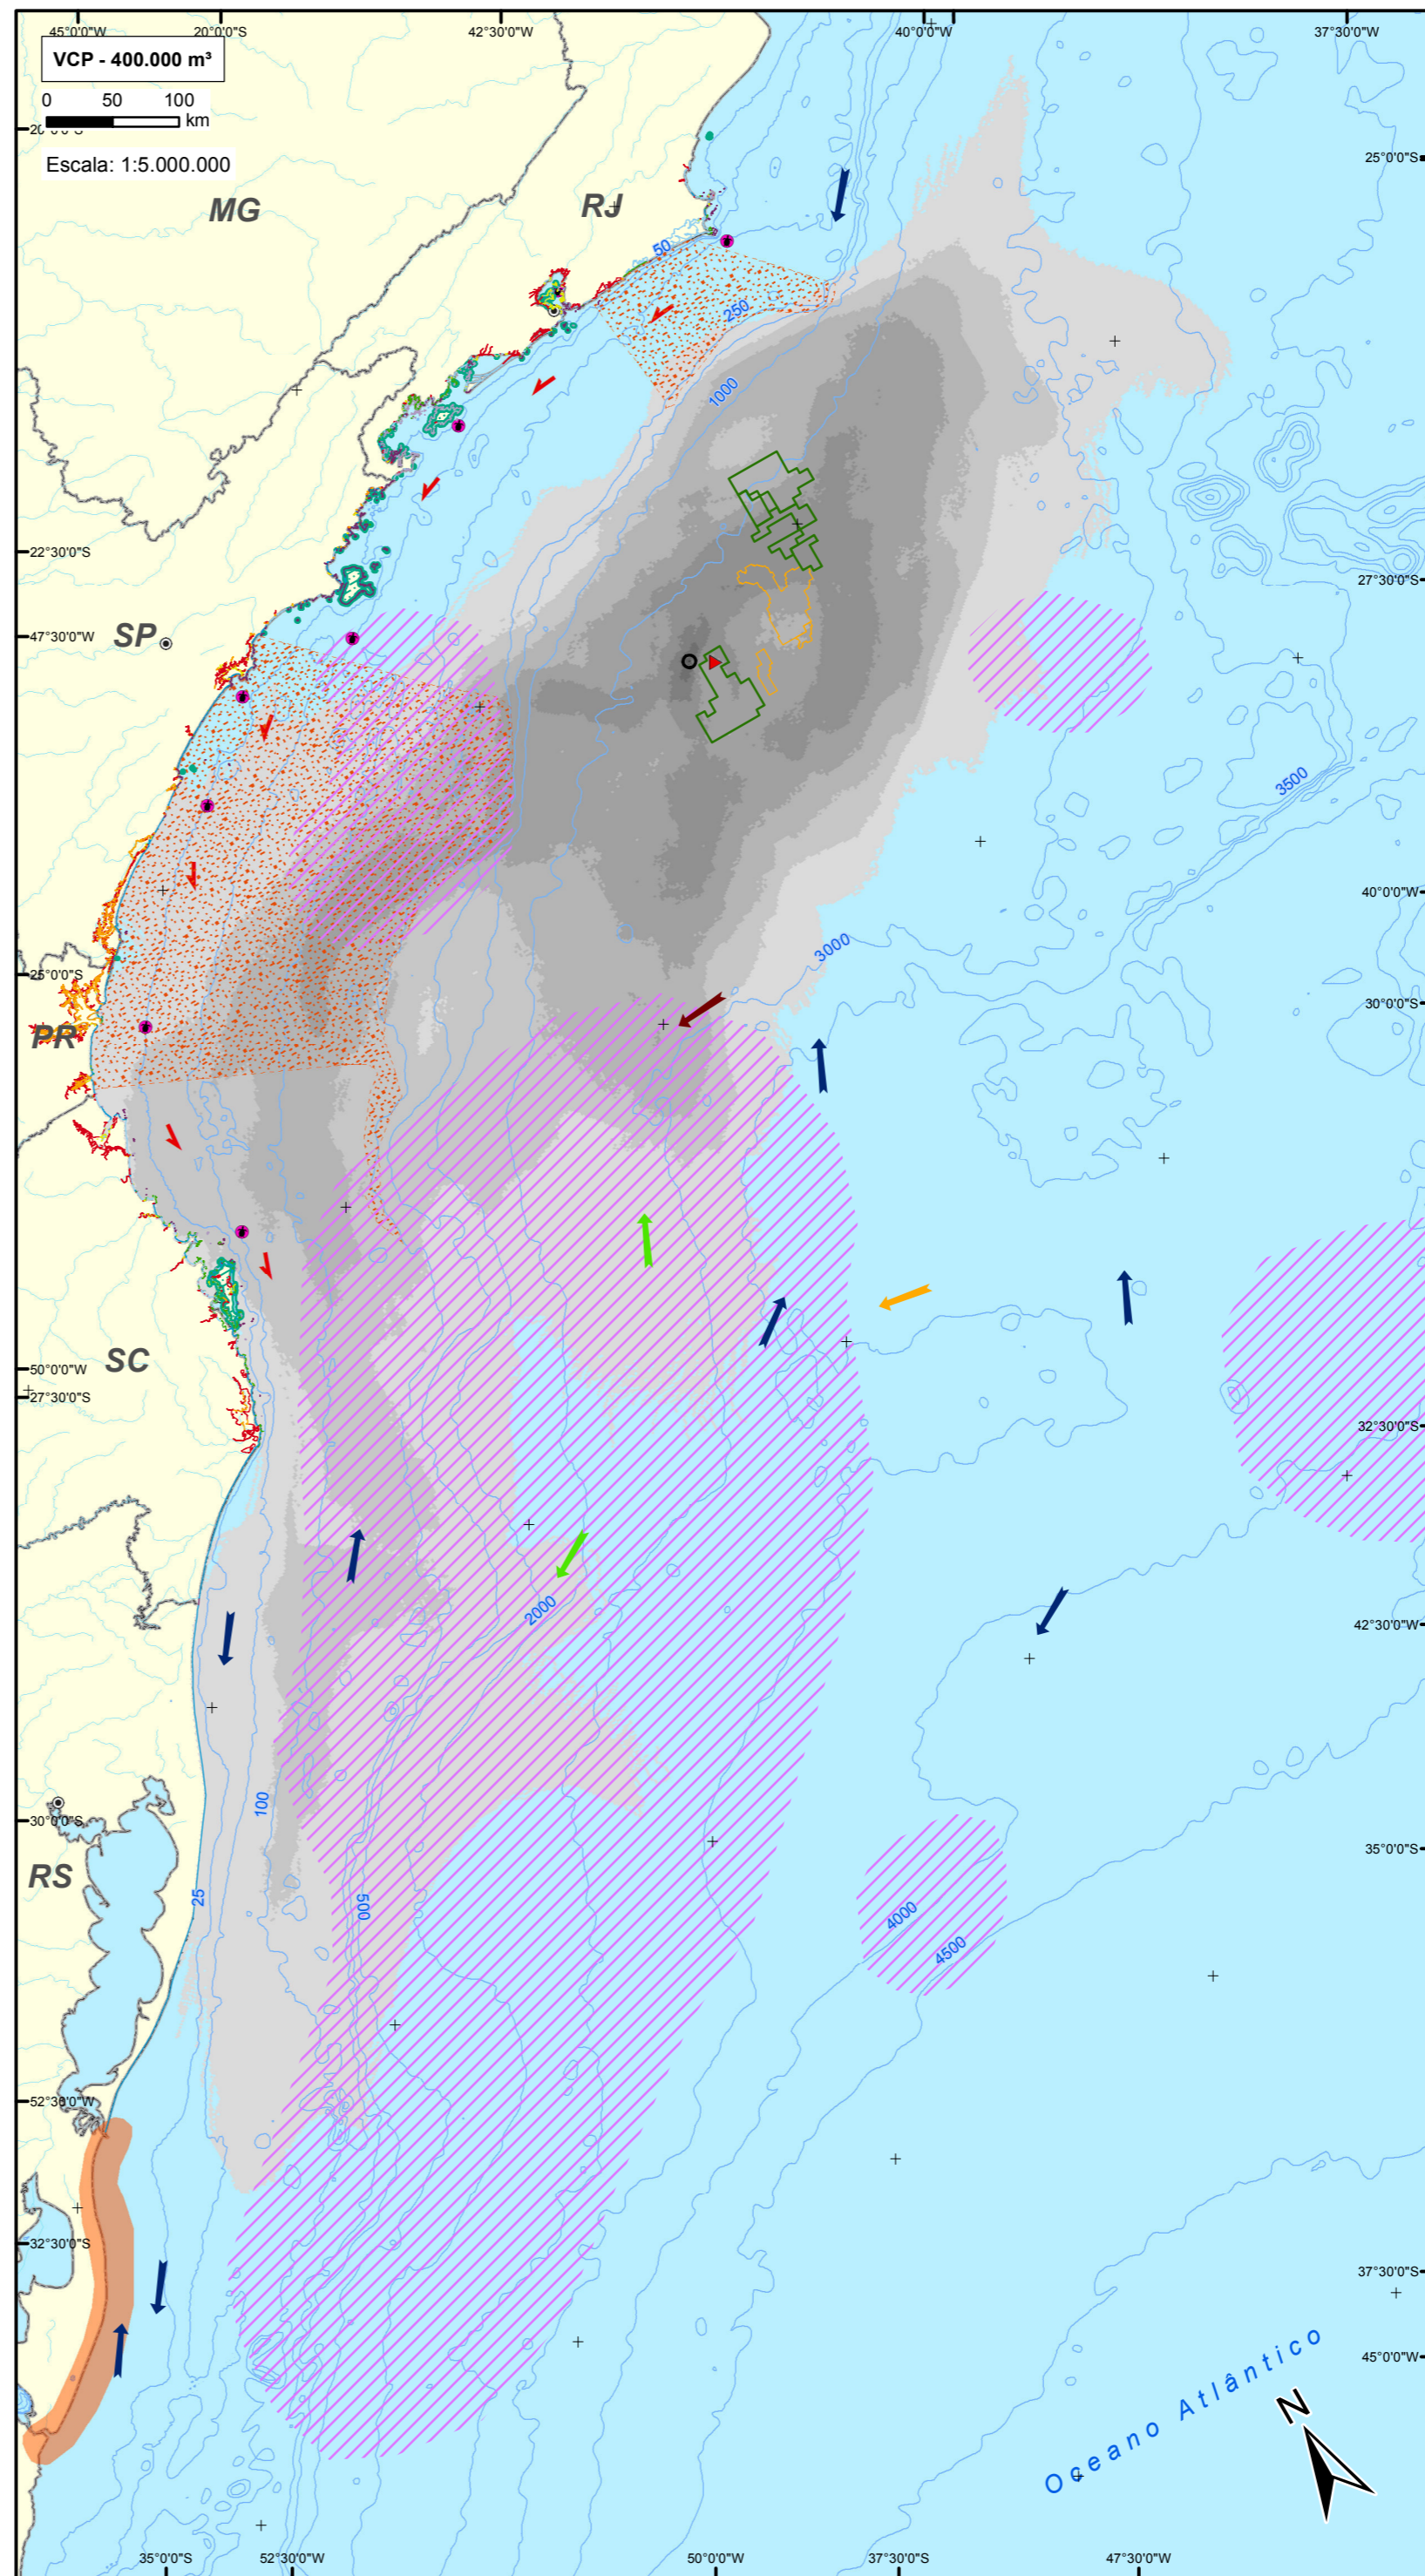 45°0'0"W
20°0'0"S
42°30'0"W
40°0'0"W
37°30'0"W
VCP - 400.000 m³
0 50 100
km
Escala: 1:5.000.000
25°0'0"S
MG
RJ
50
250
1000
22°30'0"S
27°30'0"S
47°30'0"W
SP
3500
40°0'0"W
3000
25°0'0"S
30°0'0"S
PR
SC
50°0'0"W
27°30'0"S
32°30'0"S
2000
42°30'0"W
100
30°0'0"S
35°0'0"S
RS
25
500
4000
4500
52°30'0"W
32°30'0"S
37°30'0"S
45°0'0"W
Oceano Atlântico
N
35°0'0"S
52°30'0"W
50°0'0"W
37°30'0"S
47°30'0"W